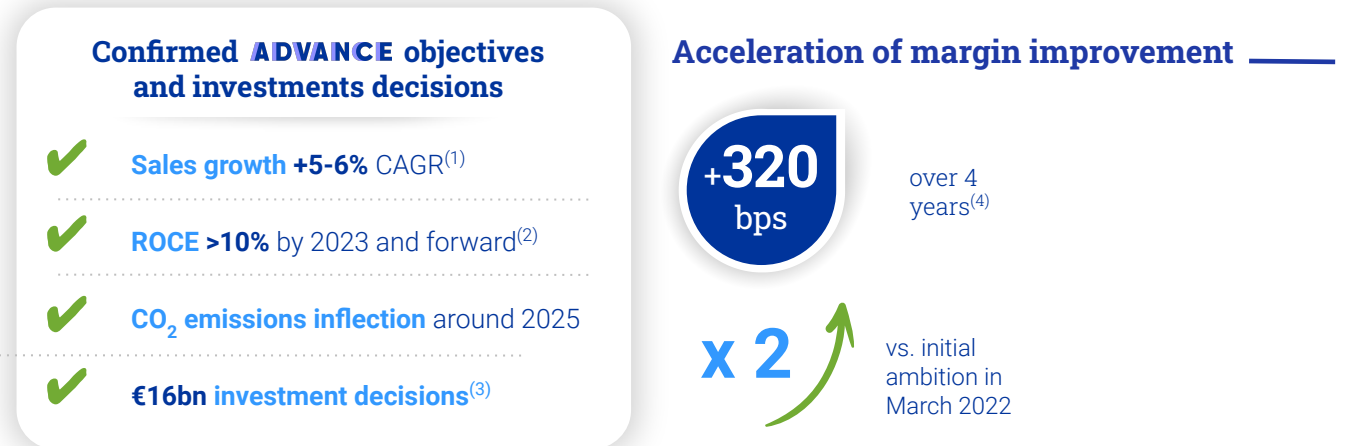 Confirmed ADVANCE objectives
and investments decisions
Sales growth +5-6% CAGR(1)
ROCE >10% by 2023 and forward(2)
CO2 emissions inflection around 2025
€16bn investment decisions(3)
Acceleration of margin improvement
+320
bps
over 4
years(4)
x 2
vs. initial
ambition in
March 2022